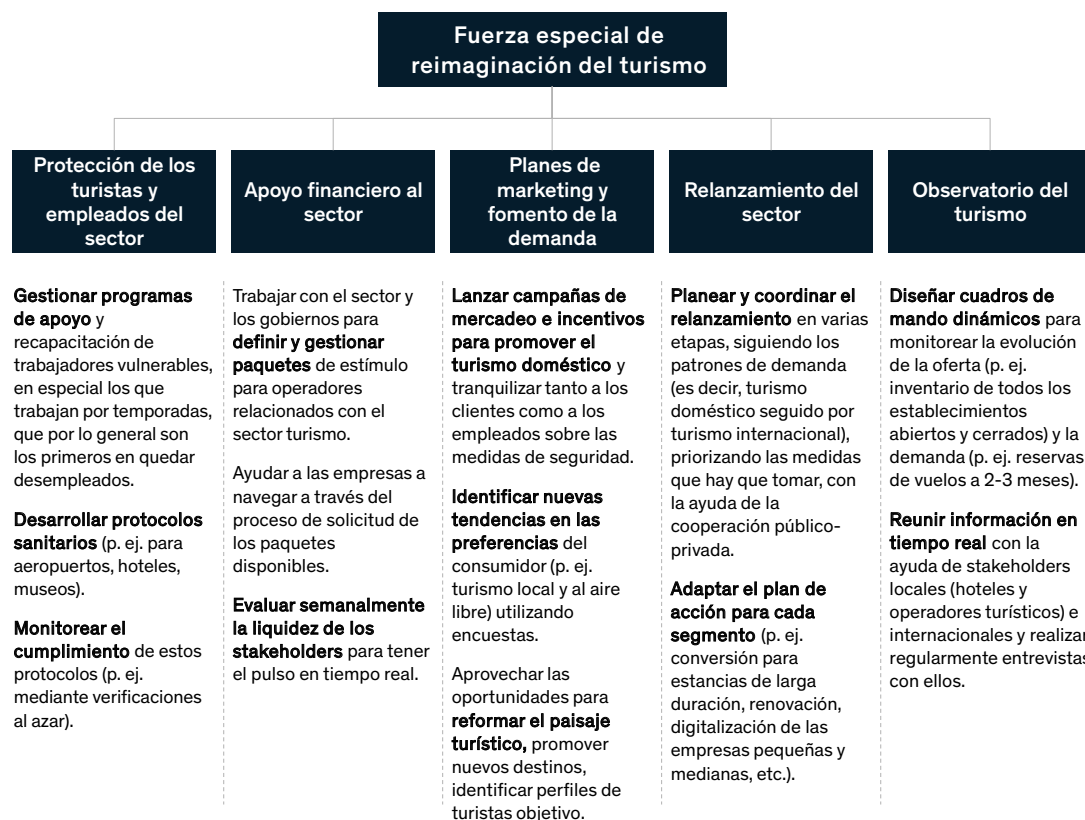 Fuerza especial de
reimaginación del turismo
Protección de los
turistas y
empleados del
sector
Apoyo financiero al
sector
Planes de
marketing y
fomento de la
demanda
Relanzamiento del
sector
Observatorio del
turismo
Gestionar programas
de apoyo y
recapacitación de
trabajadores vulnerables,
en especial los que
trabajan por temporadas,
que por lo general son
los primeros en quedar
desempleados.
Desarrollar protocolos
sanitarios (p. ej. para
aeropuertos, hoteles,
museos).
Monitorear el
cumplimiento de estos
protocolos (p. ej.
mediante verificaciones
al azar).
Trabajar con el sector y
los gobiernos para
definir y gestionar
paquetes de estímulo
para operadores
relacionados con el
sector turismo.
Ayudar a las empresas a
navegar a través del
proceso de solicitud de
los paquetes
disponibles.
Evaluar semanalmente
la liquidez de los
stakeholders para tener
el pulso en tiempo real.
Lanzar campañas de
mercadeo e incentivos
para promover el
turismo doméstico y
tranquilizar tanto a los
clientes como a los
empleados sobre las
medidas de seguridad.
Identificar nuevas
tendencias en las
preferencias del
consumidor (p. ej.
turismo local y al aire
libre) utilizando
encuestas.
Aprovechar las
oportunidades para
reformar el paisaje
turístico, promover
nuevos destinos,
identificar perfiles de
turistas objetivo.
Planear y coordinar el
relanzamiento en varias
etapas, siguiendo los
patrones de demanda
(es decir, turismo
doméstico seguido por
turismo internacional),
priorizando las medidas
que hay que tomar, con
la ayuda de la
cooperación público-
privada.
Adaptar el plan de
acción para cada
segmento (p. ej.
conversión para
estancias de larga
duración, renovación,
digitalización de las
empresas pequeñas y
medianas, etc.).
Diseñar cuadros de
mando dinámicos para
monitorear la evolución
de la oferta (p. ej.
inventario de todos los
establecimientos
abiertos y cerrados) y la
demanda (p. ej. reservas
de vuelos a 2-3 meses).
Reunir información en
tiempo real con la
ayuda de stakeholders
locales (hoteles y
operadores turísticos) e
internacionales y realizar
regularmente entrevistas
con ellos.